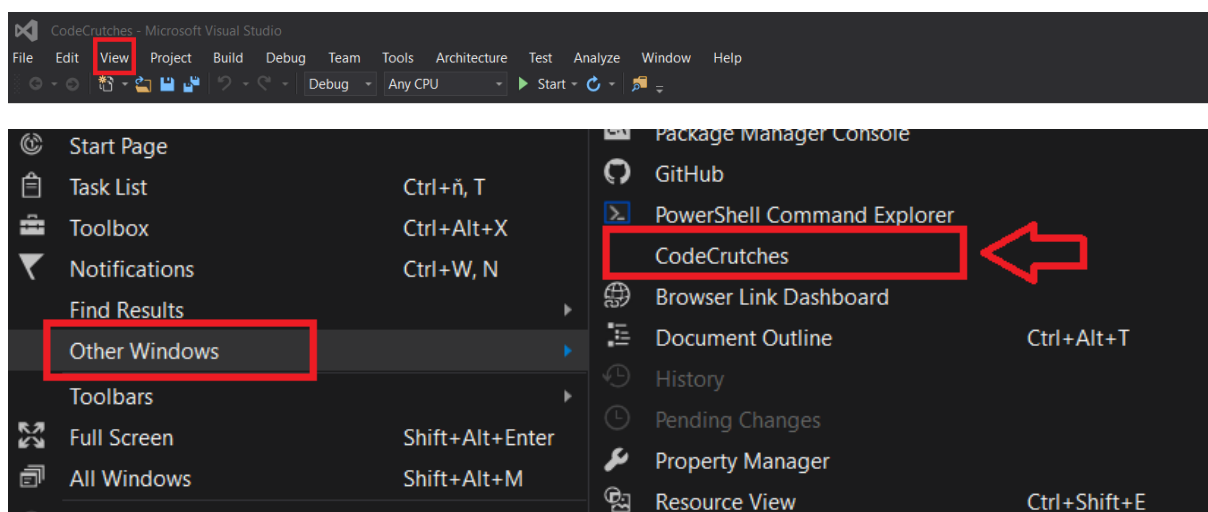 CodeCrutches - Microsoft Visual Studio
File Edit View Project Build Debug Team Tools Architecture Test Analyze Window Help
Debug Any CPU Start
Start Page
Task List Ctrl+ň, T
Toolbox Ctrl+Alt+X
Notifications Ctrl+W, N
Find Results
Other Windows
Toolbars
Full Screen Shift+Alt+Enter
All Windows Shift+Alt+M
Package Manager Console
GitHub
PowerShell Command Explorer
CodeCrutches
Browser Link Dashboard
Document Outline Ctrl+Alt+T
History
Pending Changes
Property Manager
Resource View Ctrl+Shift+E